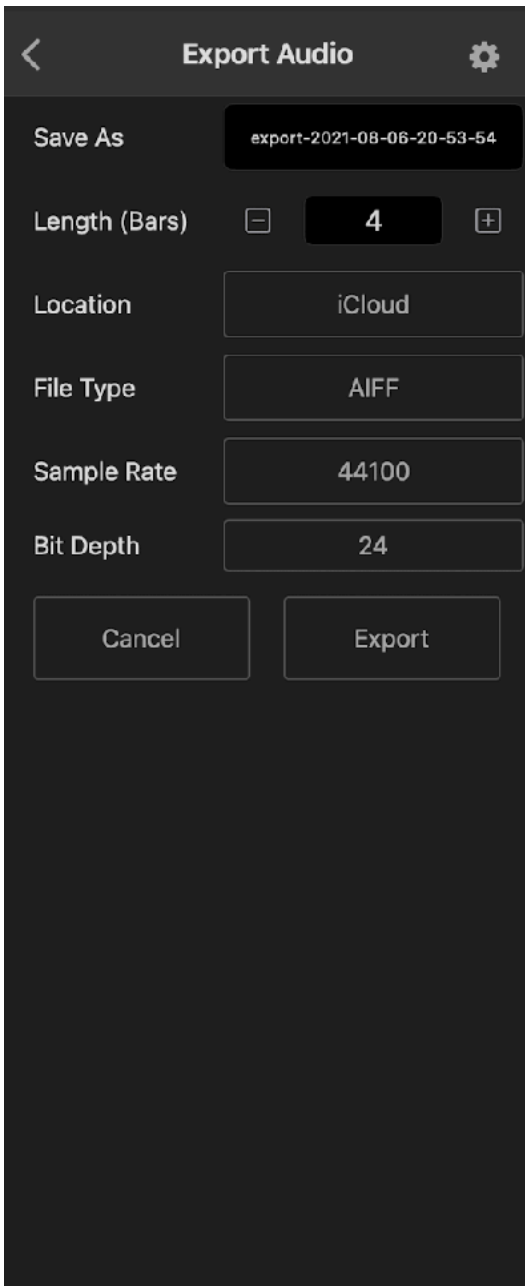 Export Audio
Save As export-2021-08-06-20-53-54
Length (Bars) 4
Location iCloud
File Type AIFF
Sample Rate 44100
Bit Depth 24
Cancel Export